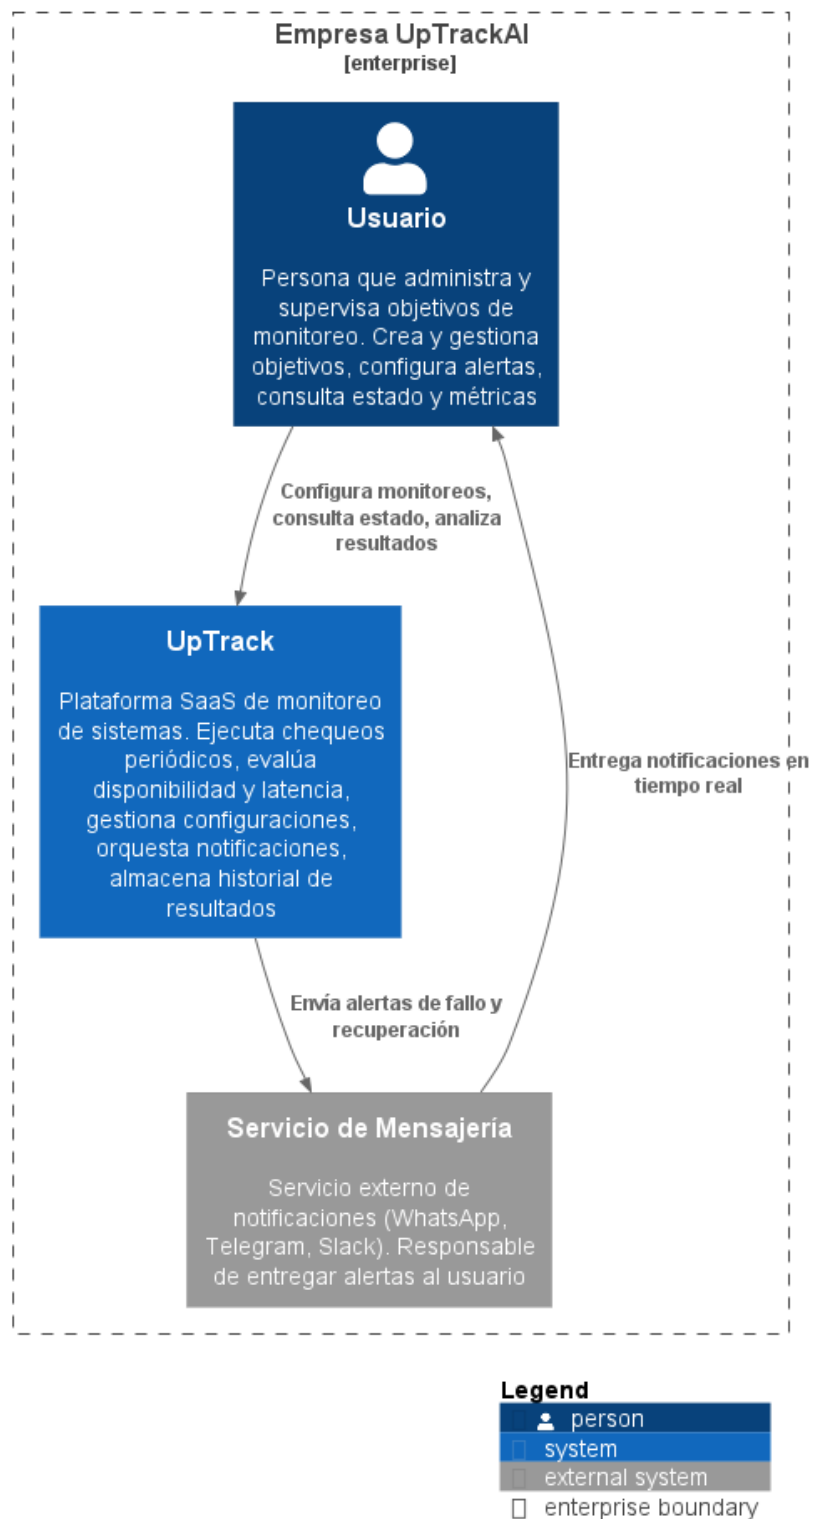 Empresa UpTrackAI
[enterprise]
Usuario
Persona que administra y
supervisa objetivos de
monitoreo. Crea y gestiona
objetivos, configura alertas,
consulta estado y métricas
Configura monitoreos,
consulta estado, analiza
resultados
UpTrack
Plataforma SaaS de monitoreo
de sistemas. Ejecuta chequeos
periódicos, evalúa
disponibilidad y latencia,
gestiona configuraciones,
orquesta notificaciones,
almacena historial de
resultados
Entrega notificaciones en
tiempo real
Envía alertas de fallo y
recuperación
Servicio de Mensajería
Servicio externo de
notificaciones (WhatsApp,
Telegram, Slack). Responsable
de entregar alertas al usuario
Legend
person
system
external system
enterprise boundary